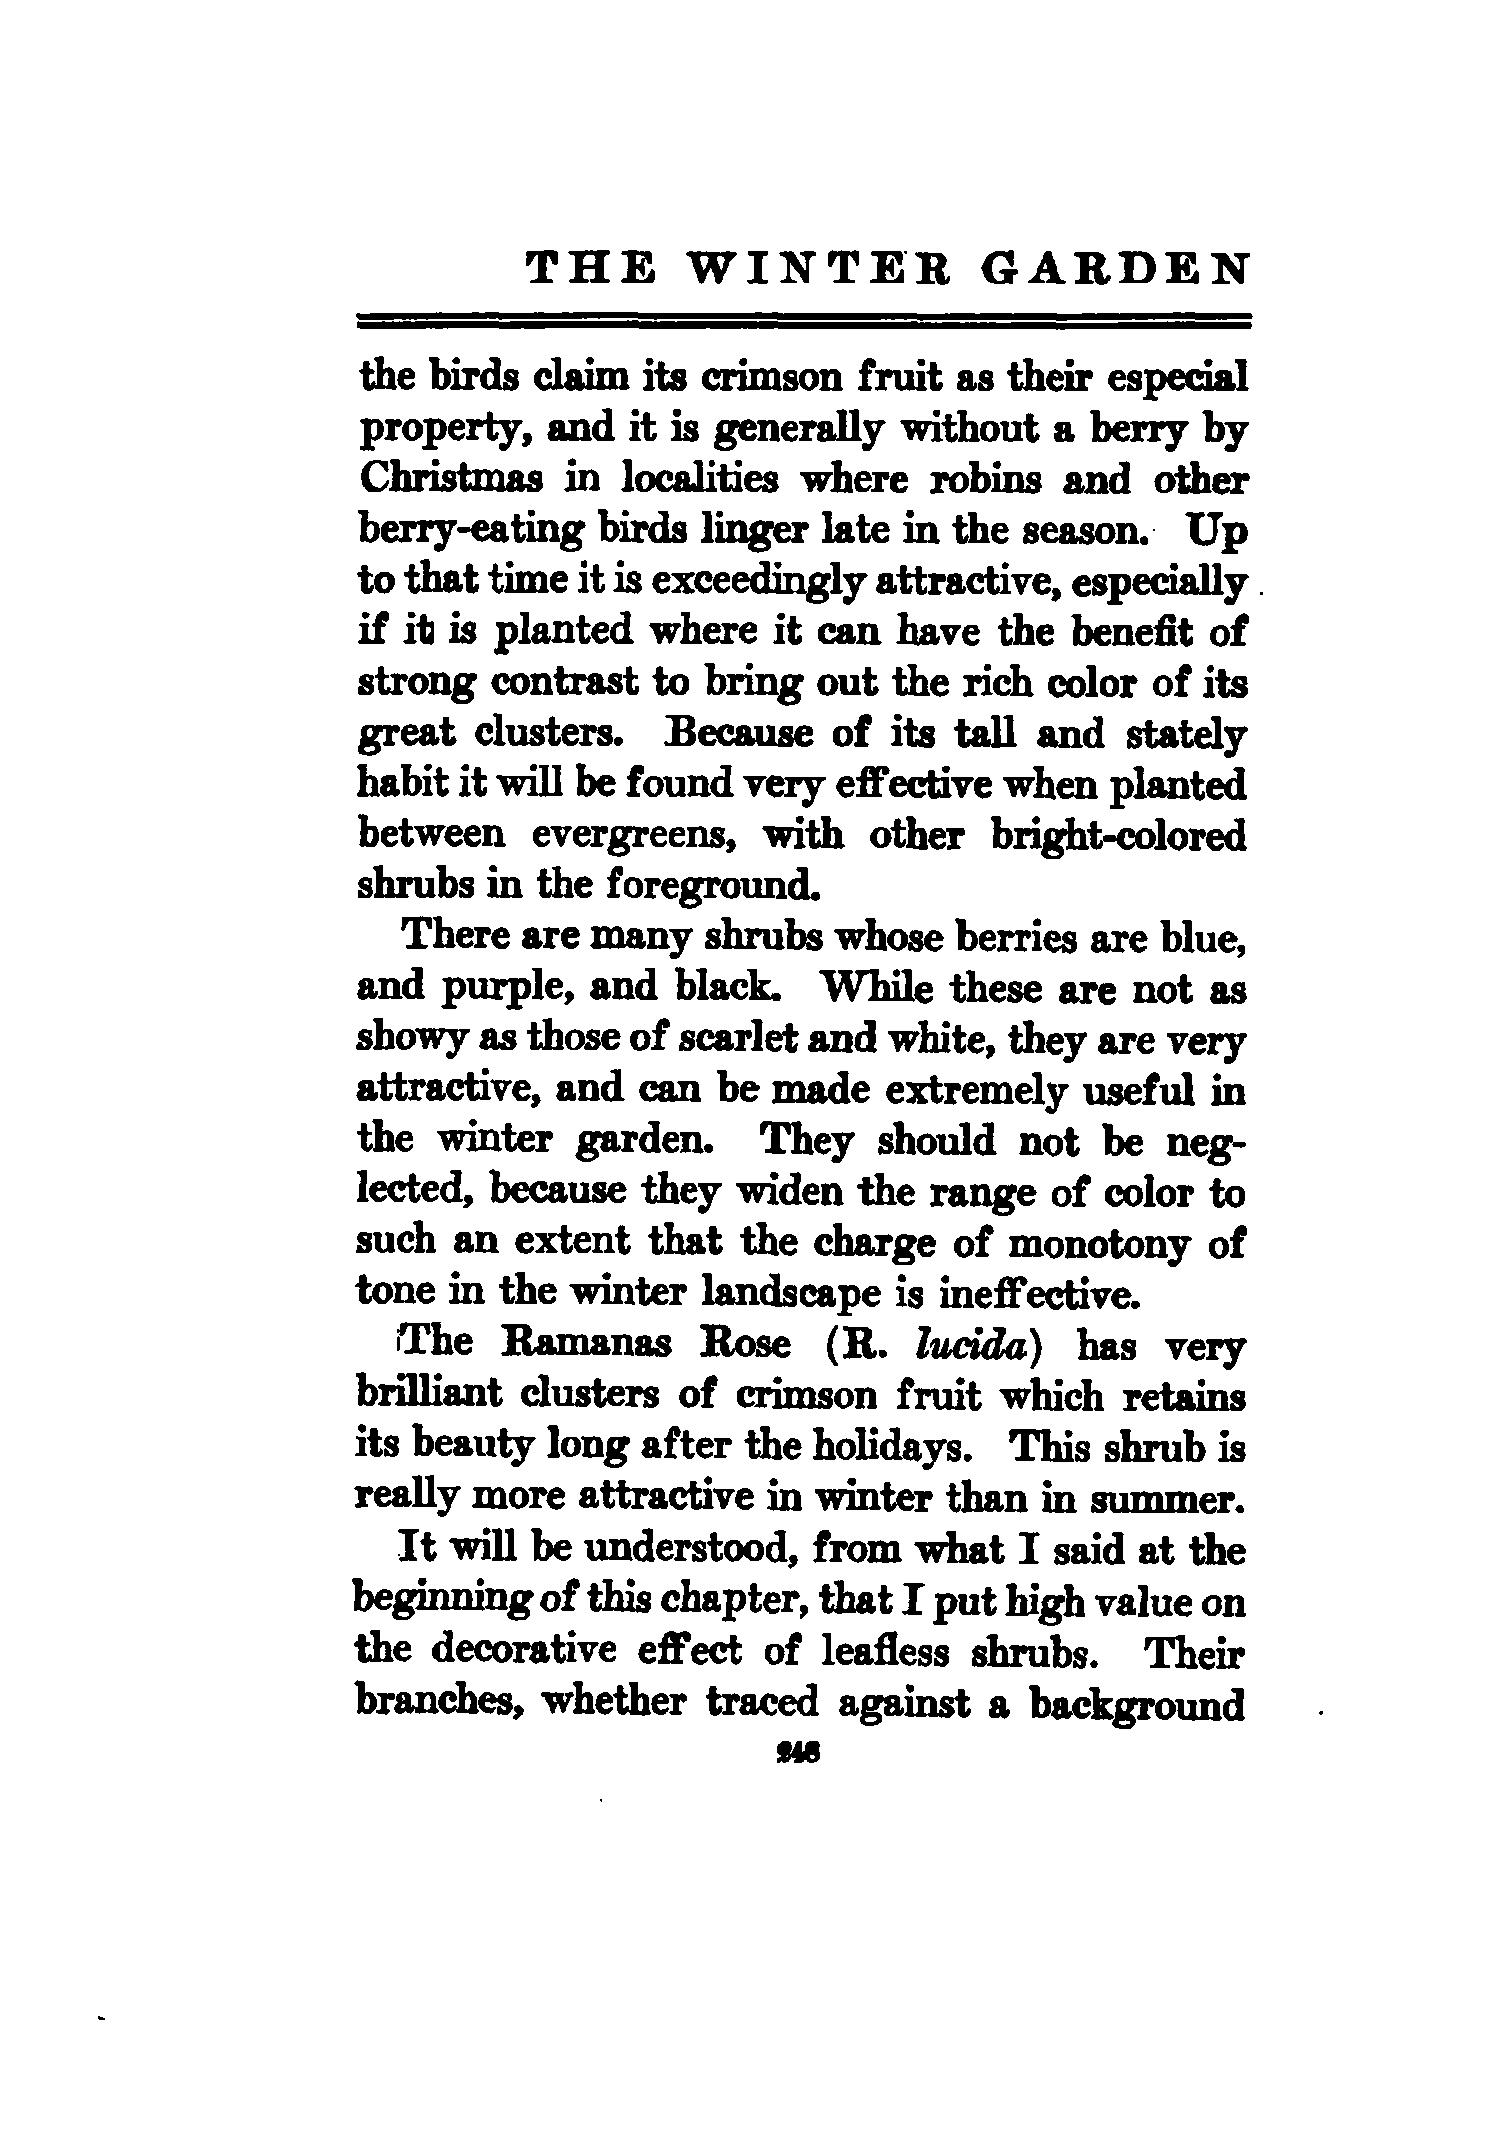 THE WINTER GARDEN
the birds claim its crimson fruit as their especial
property, and it is generally without a berry by
Christmas in localities where robins and other
berry-eating birds linger late in the season. Up
to that time it is exceedingly attractive, especially
if it is planted where it can have the benefit of
strong contrast to bring out the rich color of its
great clusters. Because of its tall and stately
habit it will be found very effective when planted
between evergreens, with other bright-colored
shrubs in the foreground.
There are many shrubs whose berries are blue,
and purple, and black. While these are not as
showy as those of scarlet and white, they are very
attractive, and can be made extremely useful in
the winter garden. They should not be neg-
lected, because they widen the range of color to
such an extent that the charge of monotony of
tone in the winter landscape is ineffective.
The Ramanas Rose (R. lucida) has very
brilliant clusters of crimson fruit which retains
its beauty long after the holidays. This shrub is
really more attractive in winter than in summer.
It will be understood, from what I said at the
beginning of this chapter, that I put high value on
the decorative effect of leafless shrubs. Their
branches, whether traced against a background